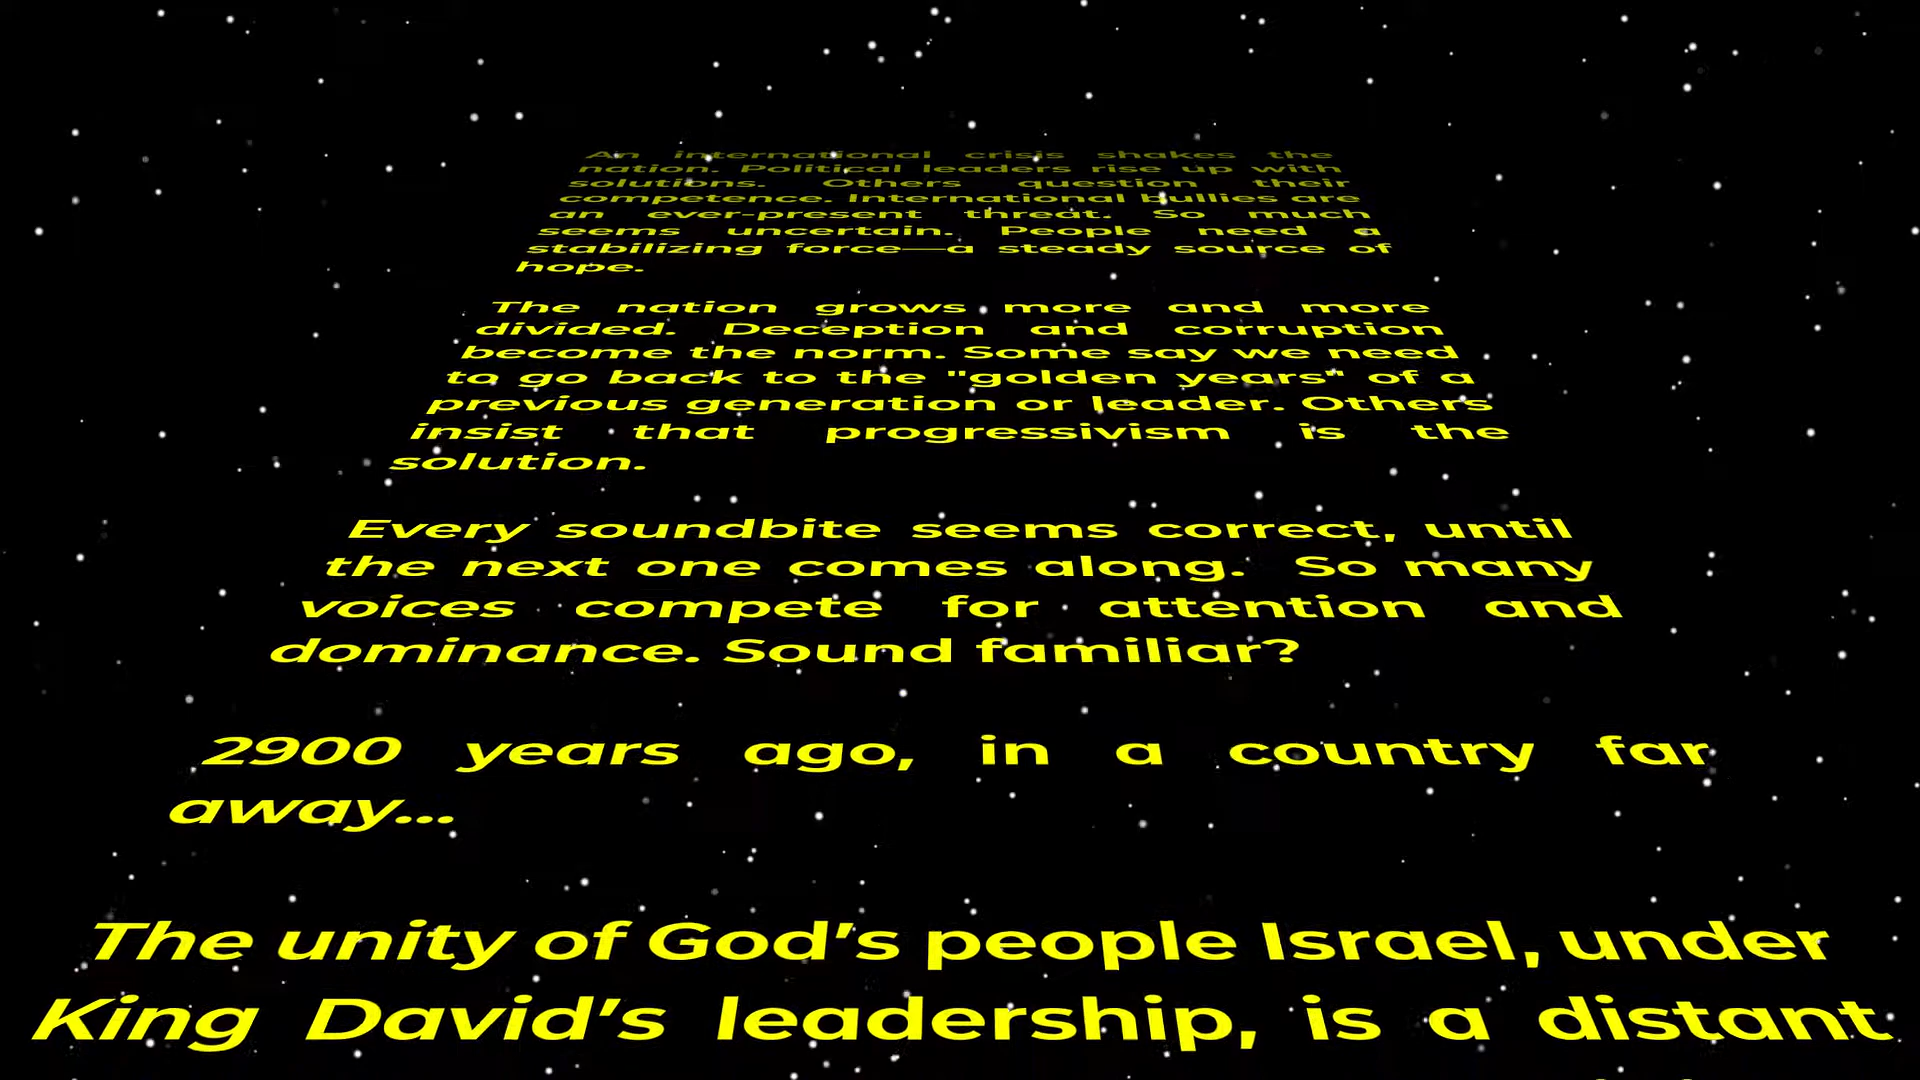 An international crisis shakes the
nation. Political leaders rise up with
solutions. Others question their
competence. International bullies are
an ever-present threat. So much
seems uncertain. People need a
stabilizing force—a steady source of
hope.
The nation grows more and more
divided. Deception and corruption
become the norm. Some say we need
to go back to the "golden years" of a
previous generation or leader. Others
insist that progressivism is the
solution.
Every soundbite seems correct, until
the next one comes along. So many
voices compete for attention and
dominance. Sound familiar?
2900 years ago, in a country far
away...
The unity of God’s people Israel, under
King David’s leadership, is a distant